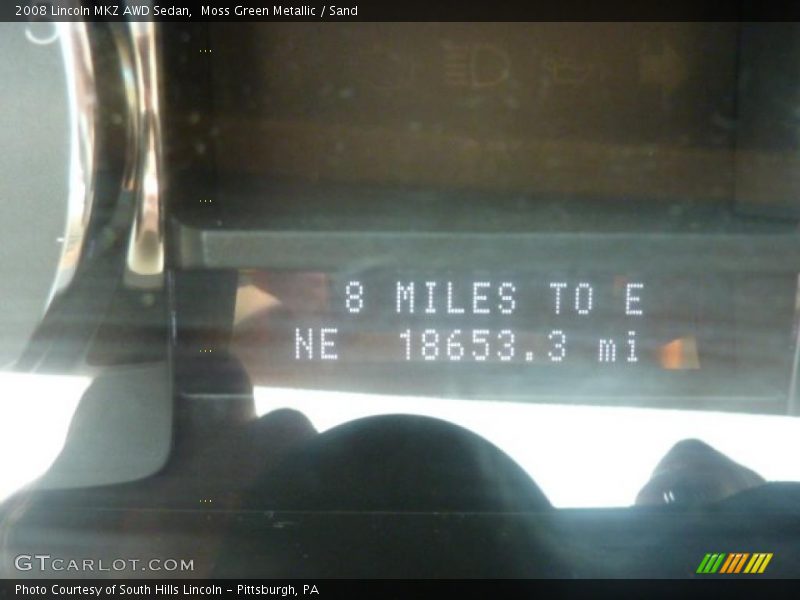 2008 Lincoln MKZ AWD Sedan,  Moss Green Metallic / Sand
8 MILES TO E
NE 18653.3 mi
GTCARLOT.COM
Photo Courtesy of South Hills Lincoln - Pittsburgh, PA